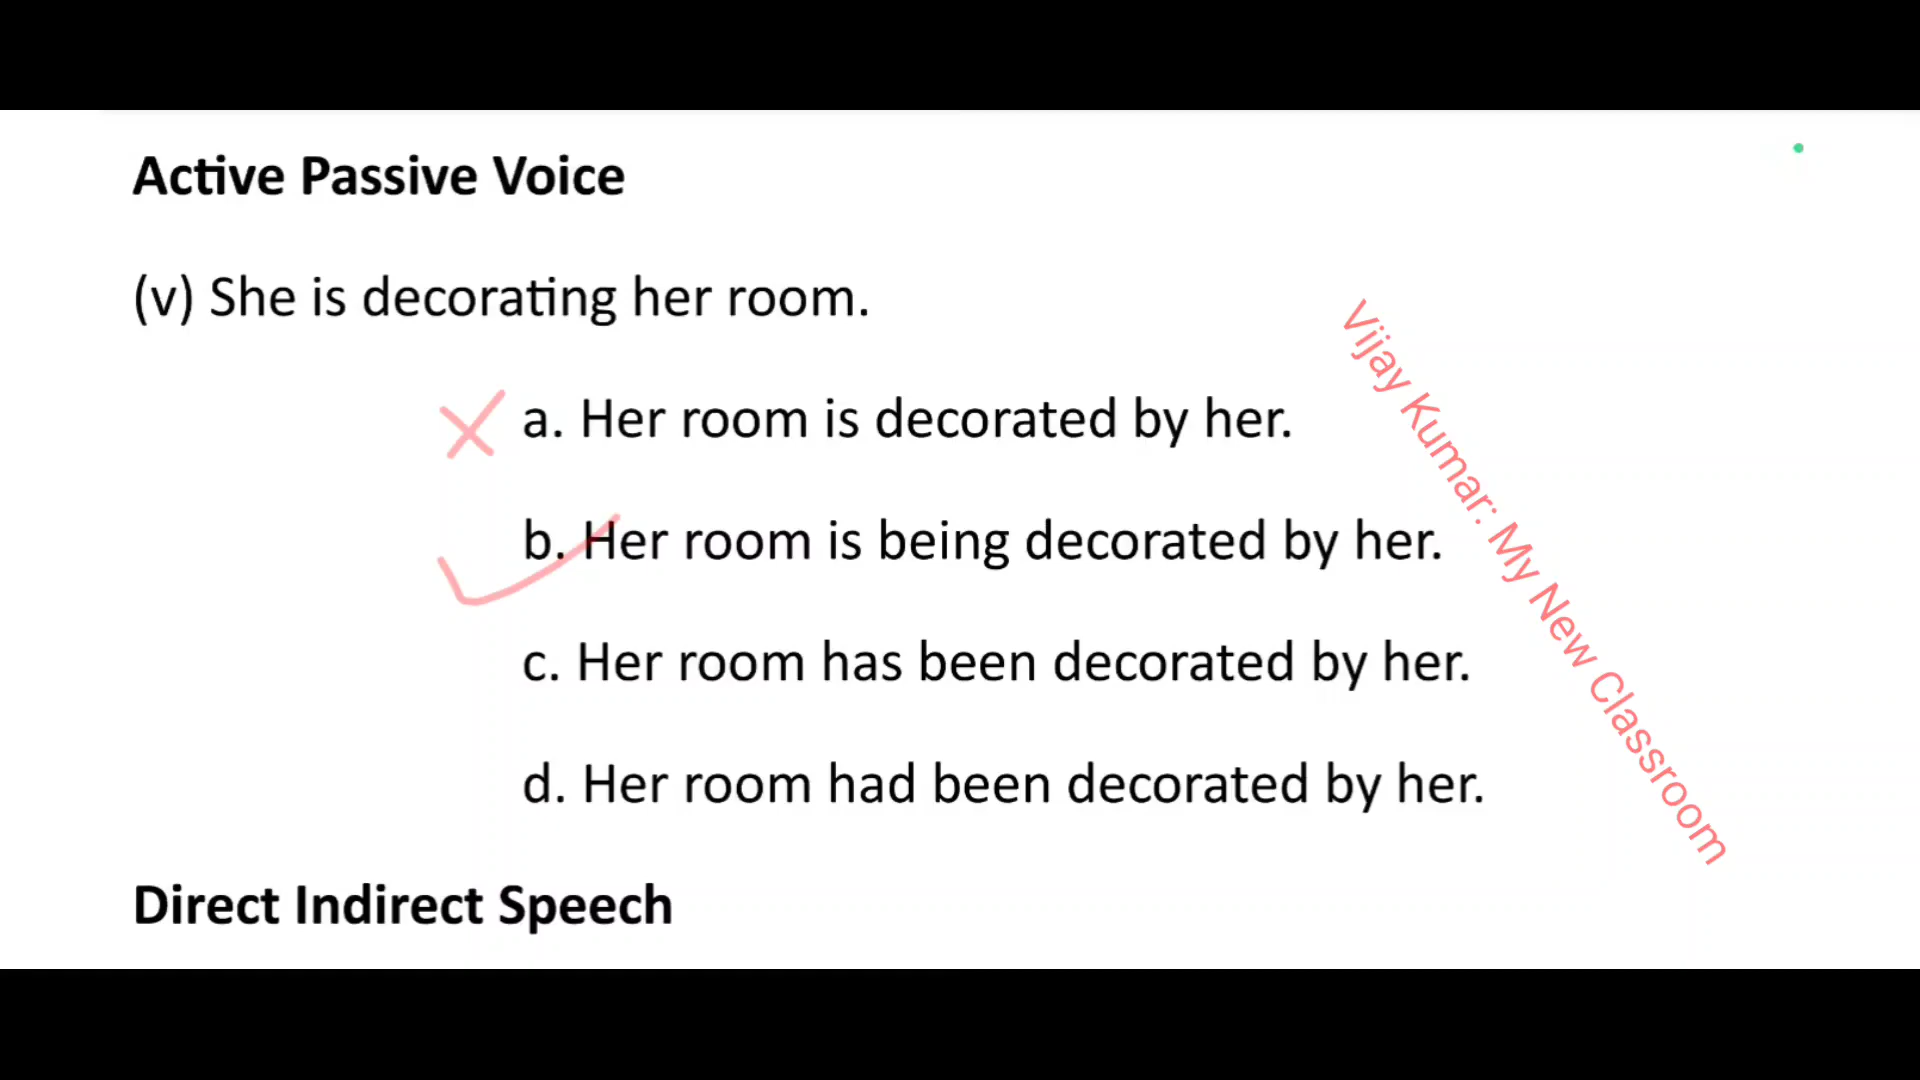 Active Passive Voice
(v) She is decorating her room.
a. Her room is decorated by her.
b. Her room is being decorated by her.
c. Her room has been decorated by her.
d. Her room had been decorated by her.
Vijay Kumar: My New Classroom
Direct Indirect Speech